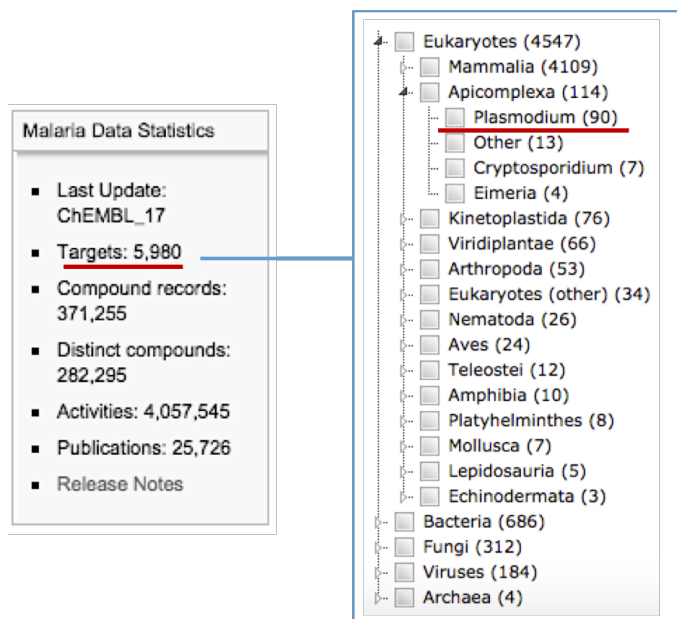 Malaria Data Statistics
Last Update:
ChEMBL_17
Targets: 5,980
Compound records:
371,255
Distinct compounds:
282,295
Activities: 4,057,545
Publications: 25,726
Release Notes
Eukaryotes (4547)
Mammalia (4109)
Apicomplexa (114)
Plasmodium (90)
Other (13)
Cryptosporidium (7)
Eimeria (4)
Kinetoplastida (76)
Viridiplantae (66)
Arthropoda (53)
Eukaryotes (other) (34)
Nematoda (26)
Aves (24)
Teleostei (12)
Amphibia (10)
Platyhelminthes (8)
Mollusca (7)
Lepidosauria (5)
Echinodermata (3)
Bacteria (686)
Fungi (312)
Viruses (184)
Archaea (4)